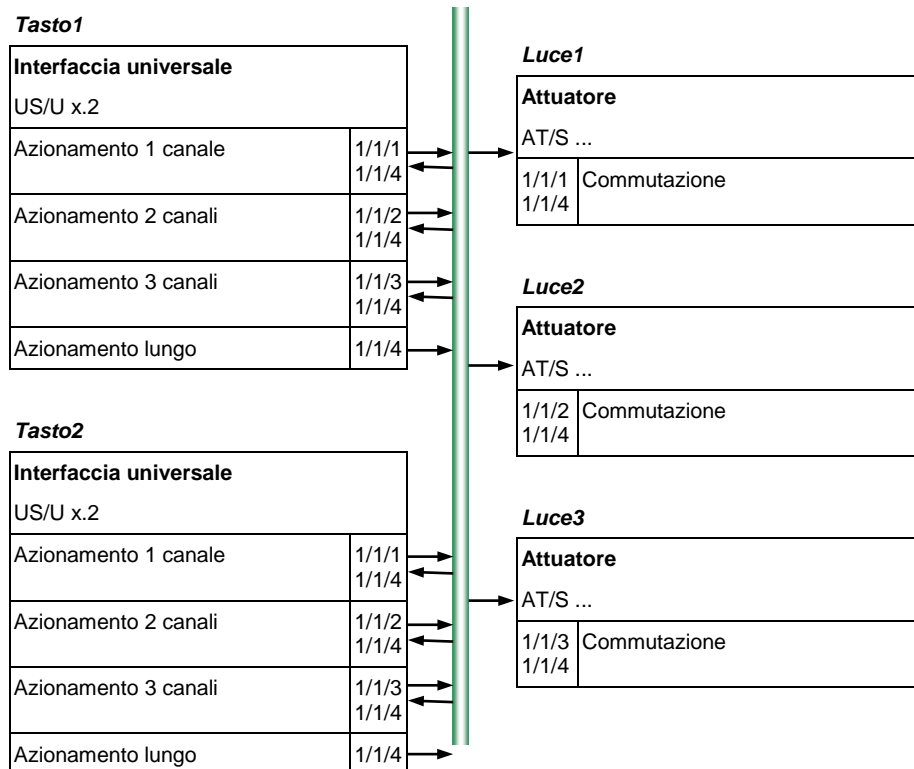 Tasto1
Interfaccia universale
US/U x.2
Azionamento 1 canale 1/1/1
1/1/4
Azionamento 2 canali 1/1/2
1/1/4
Azionamento 3 canali 1/1/3
1/1/4
Azionamento lungo 1/1/4
Tasto2
Interfaccia universale
US/U x.2
Azionamento 1 canale 1/1/1
1/1/4
Azionamento 2 canali 1/1/2
1/1/4
Azionamento 3 canali 1/1/3
1/1/4
Azionamento lungo 1/1/4
Luce1
Attuatore
AT/S ...
1/1/1 Commutazione
1/1/4
Luce2
Attuatore
AT/S ...
1/1/2 Commutazione
1/1/4
Luce3
Attuatore
AT/S ...
1/1/3 Commutazione
1/1/4